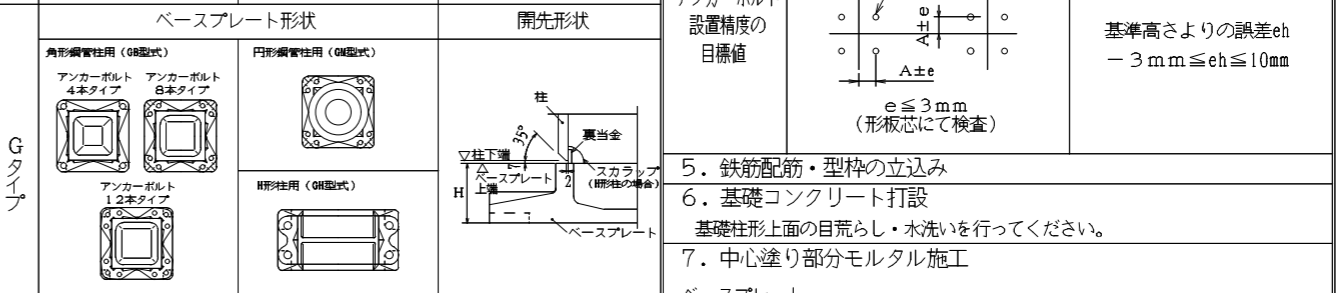 ベースプレート形状
開先形状
Gタイプ
角形鋼管柱用(GB型式)
アンカーボルト
4本タイプ
アンカーボルト
8本タイプ
アンカーボルト
12本タイプ
円形鋼管柱用(GM型式)
H形柱用(GH型式)
柱
35°
裏当金
▽柱下端
7
スカラップ
(H形柱の場合)
△
ベースプレート
上端
2
H
ベースプレート
アンカーボルト
設置精度の
目標値
A±e
A±e
e≦3mm
(形板芯にて検査)
基準高さよりの誤差eh
-3mm≦eh≦10mm
5.鉄筋配筋・型枠の立込み
6.基礎コンクリート打設
基礎柱形上面の目荒らし・水洗いを行ってください。
7.中心塗り部分モルタル施工
ベースプレート